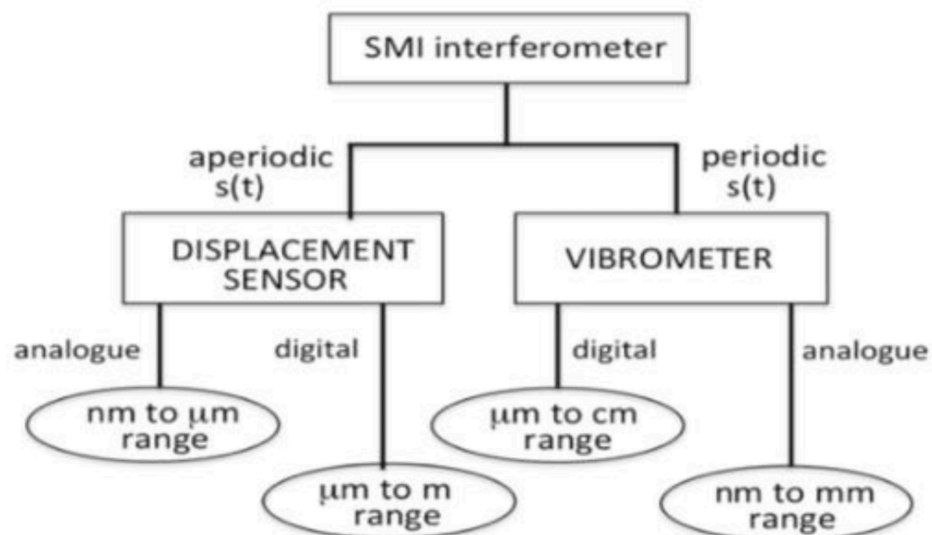 SMI interferometer
aperiodic
s(t)
periodic
s(t)
DISPLACEMENT
SENSOR
VIBROMETER
analogue
digital
digital
analogue
nm to μm
range
μm to cm
range
μm to m
range
nm to mm
range